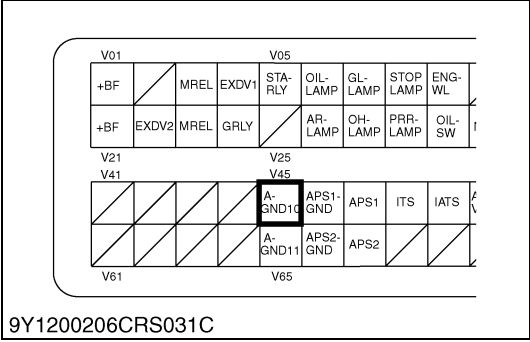 V01 V05
+BF MREL EXDV1 STA- OIL- GL- STOP ENG-
RLY LAMP LAMP LAMP WL
+BF EXDV2 MREL GRLY AR- OH- PRR- OIL-
LAMP LAMP LAMP SW
V21 V25
V41 V45
A- APS1- APS1 ITS IATS
GND10 GND
A- APS2- APS2
GND11 GND
V61 V65
9Y1200206CRS031C